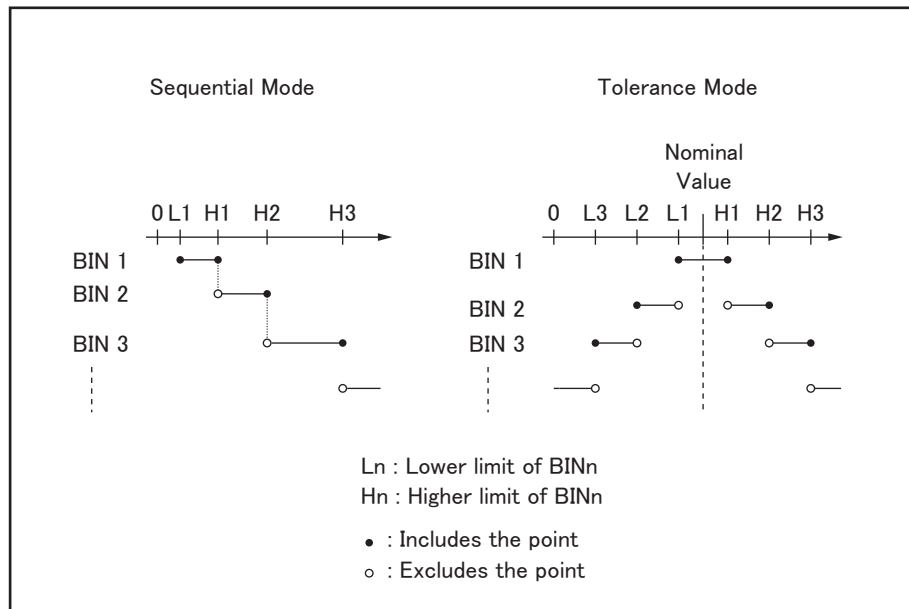 Sequential Mode
Tolerance Mode
Nominal
Value
0 L1 H1 H2 H3
0 L3 L2 L1 H1 H2 H3
BIN 1
BIN 2
BIN 3
BIN 1
BIN 2
BIN 3
Ln : Lower limit of BINn
Hn : Higher limit of BINn
: Includes the point
: Excludes the point